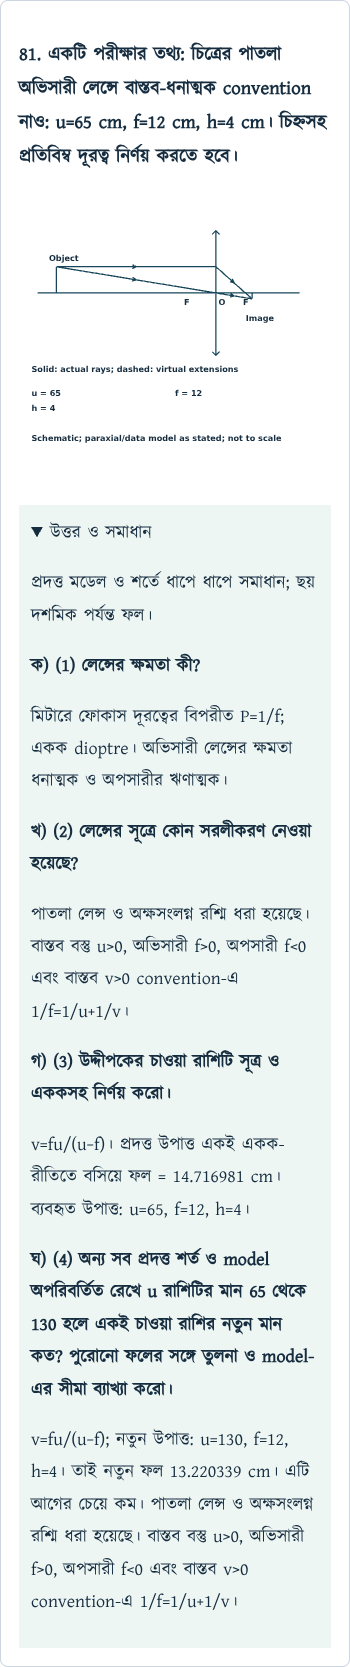 81. একটি পরীক্ষার তথ্য: চিত্রের পাতলা
অভিসারী লেন্সে বাস্তব-ধনাত্মক convention
নাও: u=65 cm, f=12 cm, h=4 cm। চিহ্নসহ
প্রতিবিম্ব দূরত্ব নির্ণয় করতে হবে।
Object
F
O
F
Image
Solid: actual rays; dashed: virtual extensions
u = 65
f = 12
h = 4
Schematic; paraxial/data model as stated; not to scale
▼ উত্তর ও সমাধান
প্রদত্ত মডেল ও শর্তে ধাপে ধাপে সমাধান; ছয়
দশমিক পর্যন্ত ফল।
ক) (1) লেন্সের ক্ষমতা কী?
মিটারে ফোকাস দূরত্বের বিপরীত P=1/f;
একক dioptre। অভিসারী লেন্সের ক্ষমতা
ধনাত্মক ও অপসারীর ঋণাত্মক।
খ) (2) লেন্সের সূত্রে কোন সরলীকরণ নেওয়া
হয়েছে?
পাতলা লেন্স ও অক্ষসংলগ্ন রশ্মি ধরা হয়েছে।
বাস্তব বস্তু u>0, অভিসারী f>0, অপসারী f<0
এবং বাস্তব v>0 convention-এ
1/f=1/u+1/v।
গ) (3) উদ্দীপকের চাওয়া রাশিটি সূত্র ও
এককসহ নির্ণয় করো।
v=fu/(u−f)। প্রদত্ত উপাত্ত একই একক-
রীতিতে বসিয়ে ফল = 14.716981 cm।
ব্যবহৃত উপাত্ত: u=65, f=12, h=4।
ঘ) (4) অন্য সব প্রদত্ত শর্ত ও model
অপরিবর্তিত রেখে u রাশিটির মান 65 থেকে
130 হলে একই চাওয়া রাশির নতুন মান
কত? পুরোনো ফলের সঙ্গে তুলনা ও model-
এর সীমা ব্যাখ্যা করো।
v=fu/(u−f); নতুন উপাত্ত: u=130, f=12,
h=4। তাই নতুন ফল 13.220339 cm। এটি
আগের চেয়ে কম। পাতলা লেন্স ও অক্ষসংলগ্ন
রশ্মি ধরা হয়েছে। বাস্তব বস্তু u>0, অভিসারী
f>0, অপসারী f<0 এবং বাস্তব v>0
convention-এ 1/f=1/u+1/v।